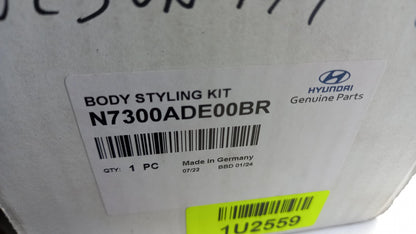 BODY STYLING KIT
N7300ADE00BR
QTY: 1 PC
Made in Germany
07/22 BBD 01/24
HYUNDAI
Genuine Parts
1U2559